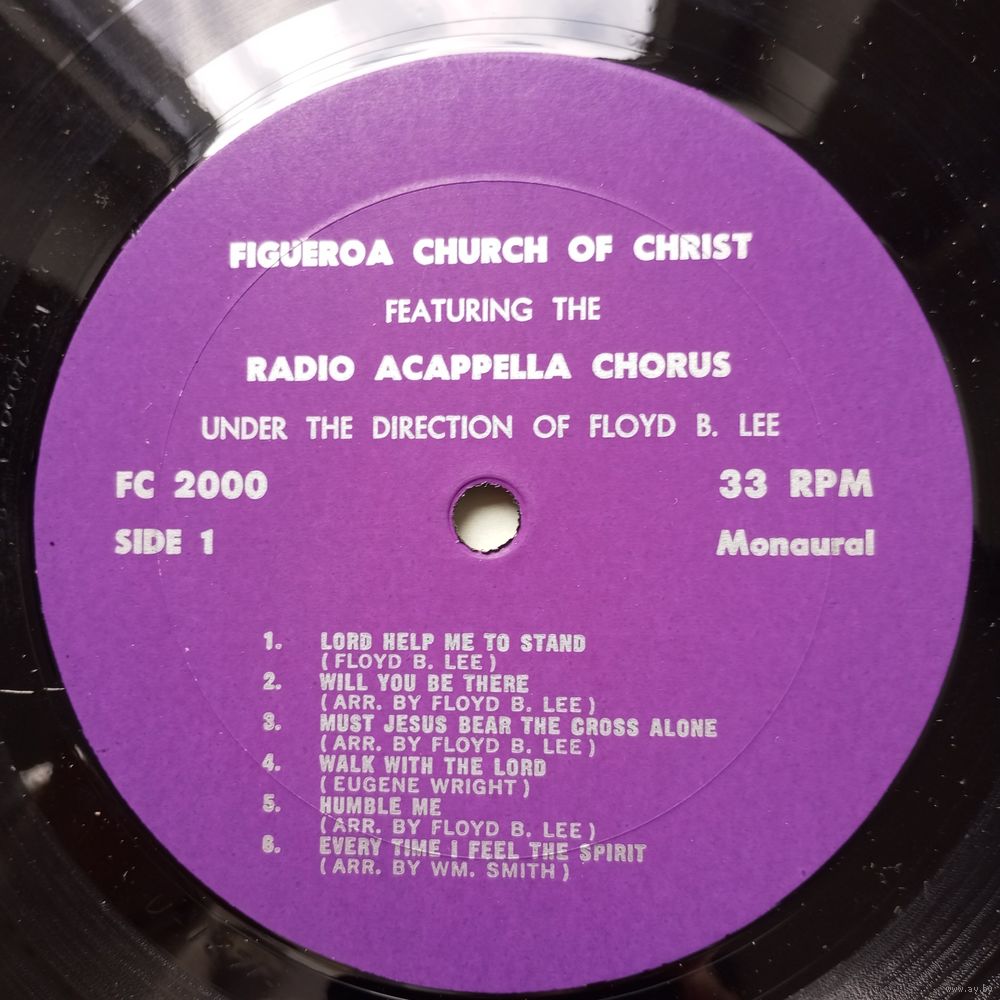 FIGUEROA CHURCH OF CHRIST
FEATURING THE
RADIO ACAPPELLA CHORUS
UNDER THE DIRECTION OF FLOYD B. LEE
FC 2000
33 RPM
SIDE 1
Monaural
1. LORD HELP ME TO STAND
(FLOYD B. LEE)
2. WILL YOU BE THERE
(ARR. BY FLOYD B. LEE)
3. MUST JESUS BEAR THE CROSS ALONE
(ARR. BY FLOYD B. LEE)
4. WALK WITH THE LORD
(EUGENE WRIGHT)
5. HUMBLE ME
(ARR. BY FLOYD B. LEE)
6. EVERY TIME I FEEL THE SPIRIT
(ARR. BY WM. SMITH)